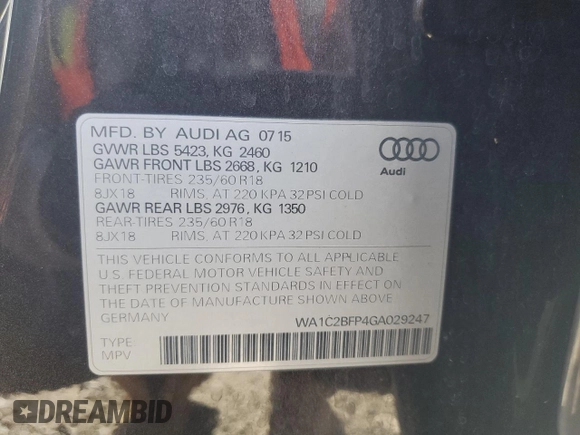 MFD. BY AUDI AG 07 15
GVWR LBS 5423, KG 2460
GAWR FRONT LBS 2668, KG 1210
FRONT-TIRES 235/60 R18
8JX18 RIMS, AT 220 KPA 32 PSI COLD
GAWR REAR LBS 2976, KG 1350
REAR-TIRES 235/60 R18
8JX18 RIMS, AT 220 KPA 32 PSI COLD
Audi
THIS VEHICLE CONFORMS TO ALL APPLICABLE
U.S. FEDERAL MOTOR VEHICLE SAFETY AND
THEFT PREVENTION STANDARDS IN EFFECT ON
THE DATE OF MANUFACTURE SHOWN ABOVE.
GERMANY
WA1C2BFP4GA029247
TYPE
MPV
DREAMBID